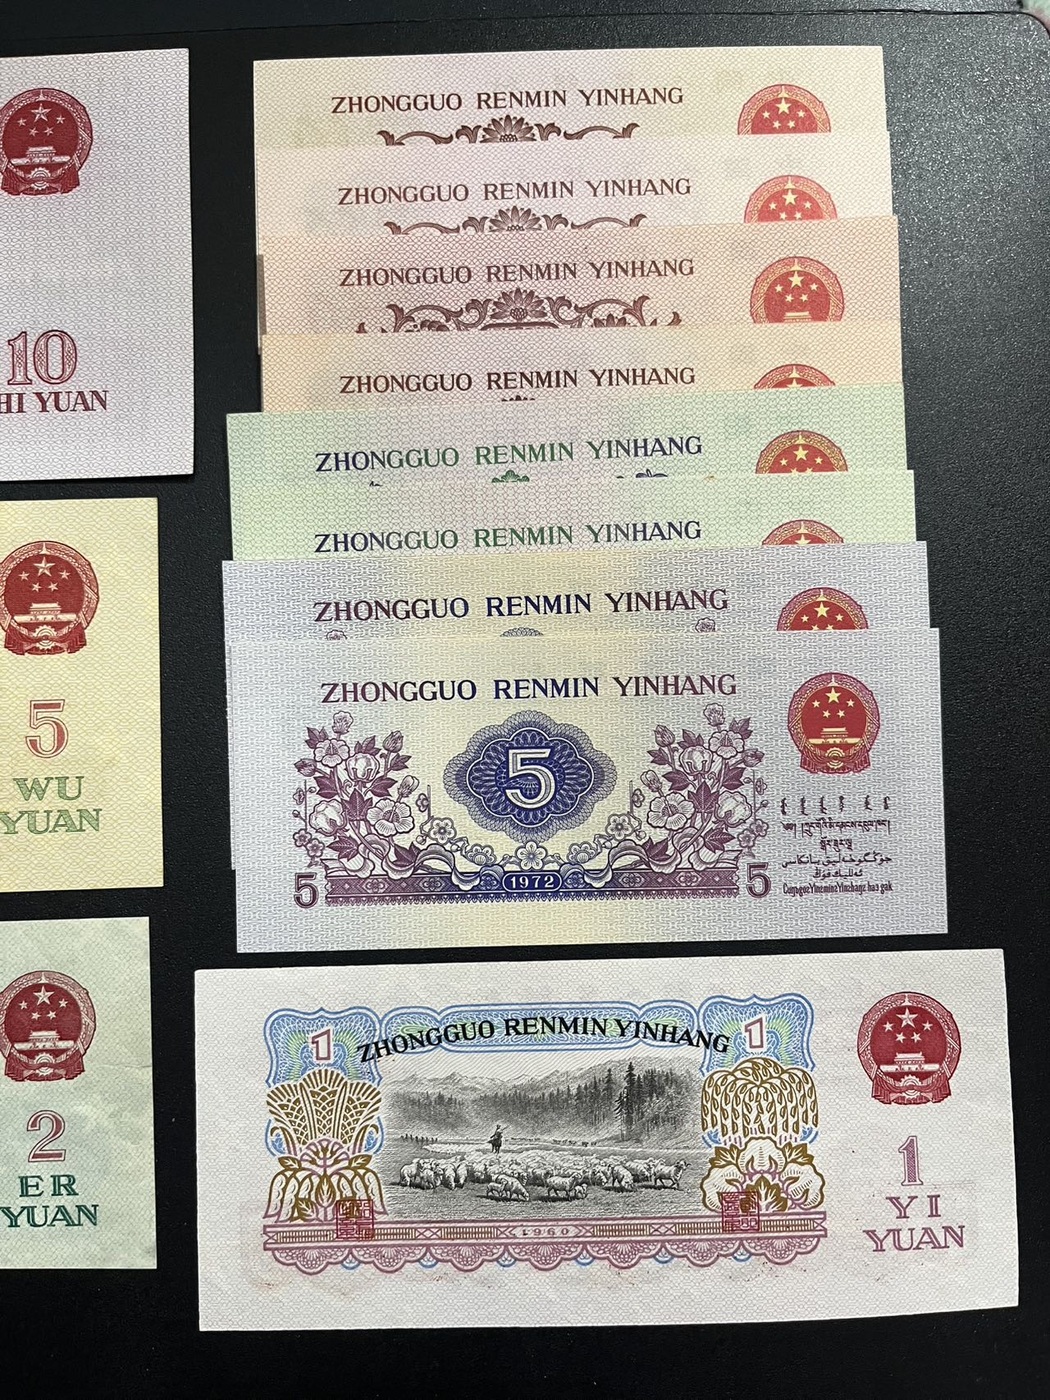 10
HI YUAN
5
WU
YUAN
2
ER
YUAN
ZHONGGUO RENMIN YINHANG
ZHONGGUO RENMIN YINHANG
ZHONGGUO RENMIN YINHANG
ZHONGGUO RENMIN YINHANG
ZHONGGUO RENMIN YINHANG
ZHONGGUO RENMIN YINHANG
ZHONGGUO RENMIN YINHANG
ZHONGGUO RENMIN YINHANG
5
5 1972 5
1 ZHONGGUO RENMIN YINHANG 1
1960
1
YI
YUAN